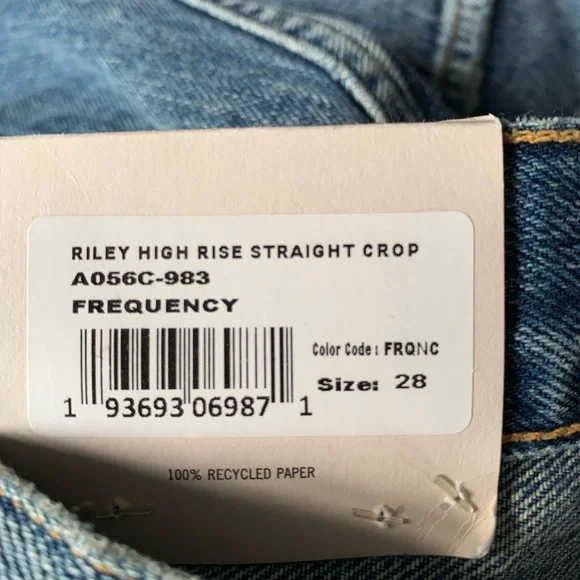 RILEY HIGH RISE STRAIGHT CROP
A056C-983
FREQUENCY
Color Code : FRQNC
Size: 28
1 93693 06987 1
100% RECYCLED PAPER